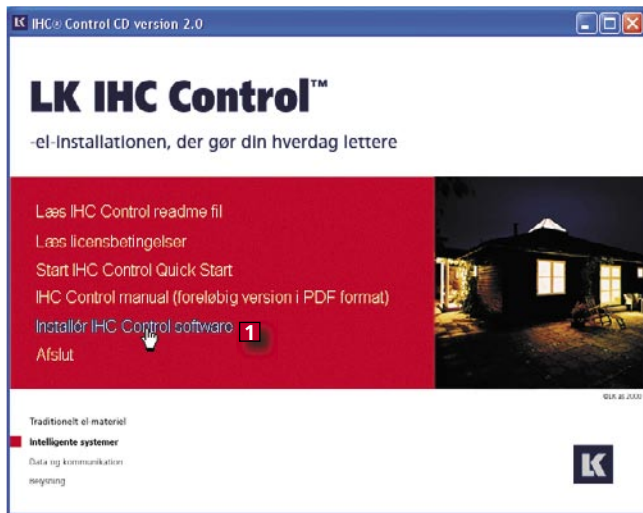 IHC® Control CD version 2.0
LK IHC Control™
-el-installationen, der gør din hverdag lettere
Læs IHC Control readme fil
Læs licensbetingelser
Start IHC Control Quick Start
IHC Control manual (foreløbig version i PDF format)
Installér IHC Control software 1
Afslut
©LK as 2000
Traditionelt el-materiel
Intelligente systemer
Data og kommunikation
Belysning
LK